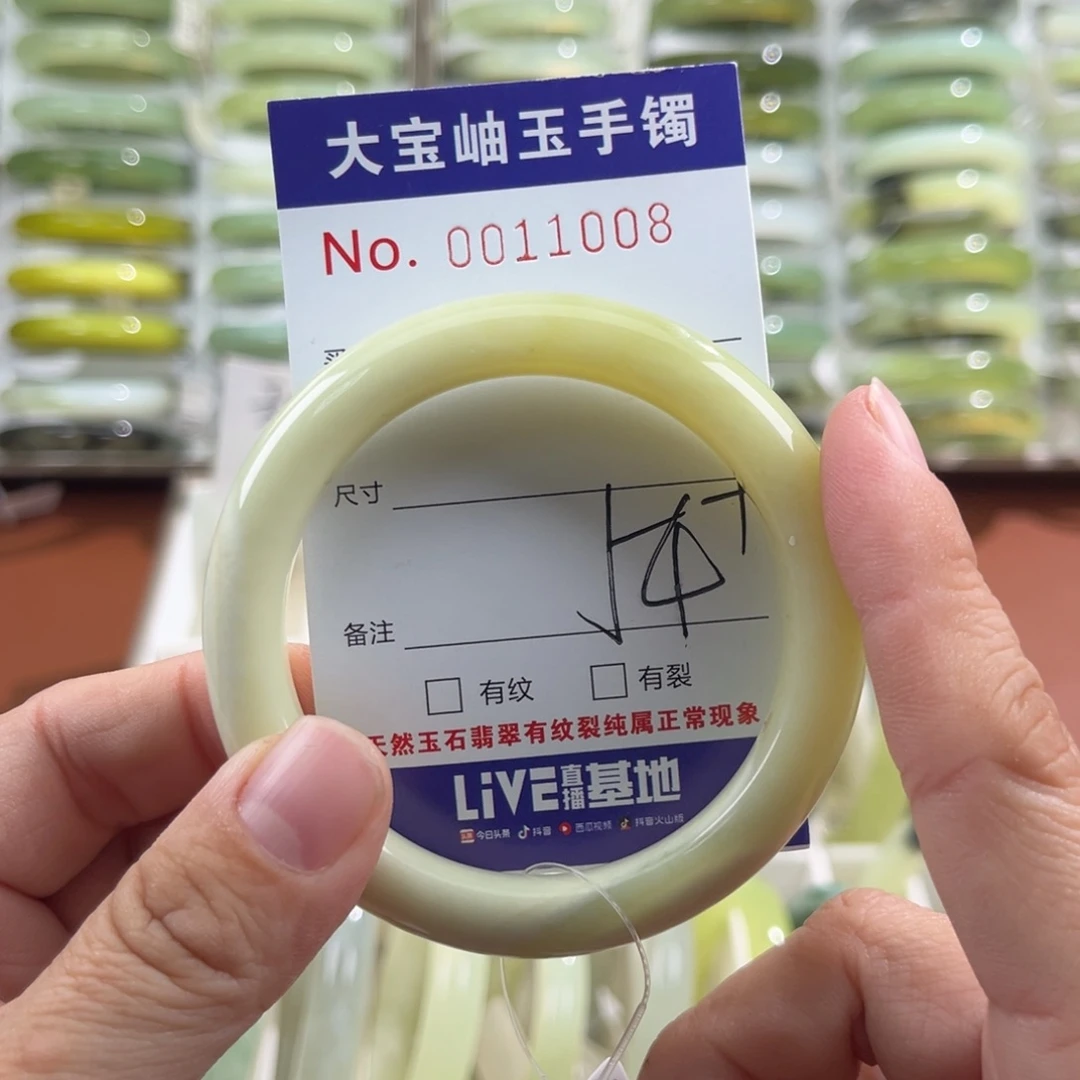 大宝岫玉手镯
No. 0011008
尺寸
备注
有纹 有裂
天然玉石翡翠有纹裂纯属正常现象
LiVE直播基地
今日头条 抖音 西瓜视频 抖音火山版